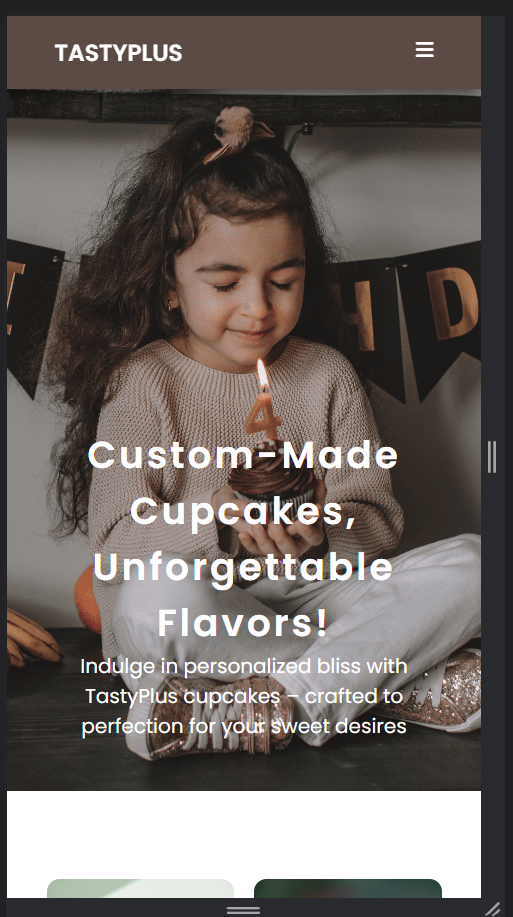 TASTYPLUS
H D
4
Custom-Made
Cupcakes,
Unforgettable
Flavors!
Indulge in personalized bliss with
TastyPlus cupcakes – crafted to
perfection for your sweet desires